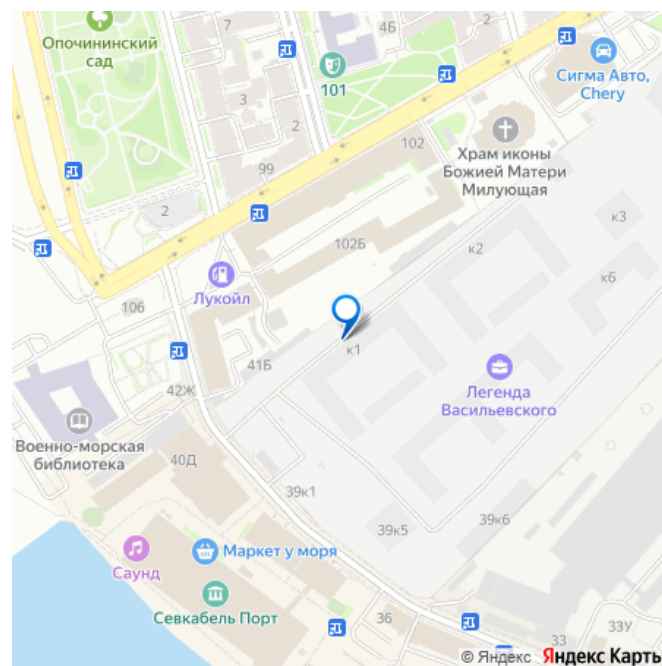 7
4Б
Опочининский
сад
101
Сигма Авто,
Chery
3
2
102
Храм иконы
Божией Матери
Милующая
99
2
к3
102Б
к2
к6
Лукойл
106
к1
41Б
Легенда
Васильевского
42Ж
Военно-морская
библиотека
40Д
39к1
39к5
39к6
Маркет у моря
Саунд
Севкабель Порт
36
33
33У
© Яндекс Яндекс Карты